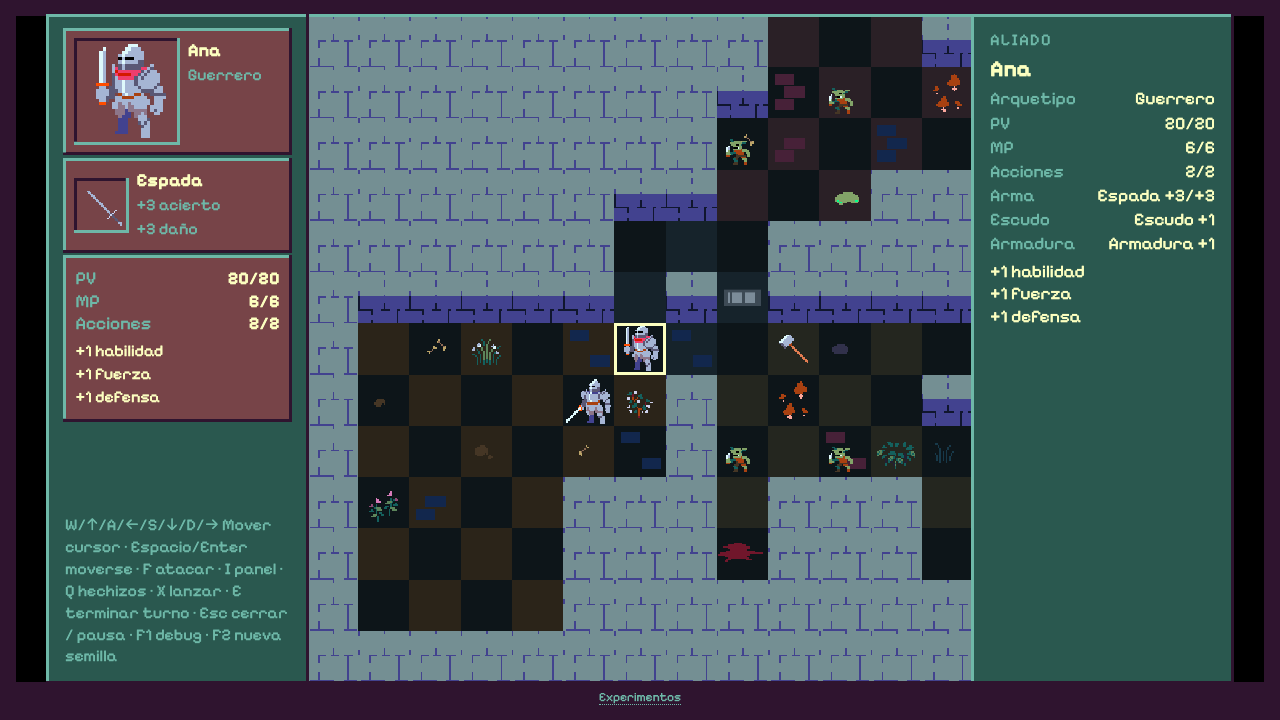 Ana
Guerrero
Espada
+3 acierto
+3 daño
PV 20/20
MP 6/6
Acciones 2/2
+1 habilidad
+1 fuerza
+1 defensa
W/↑/A/←/S/↓/D/→ Mover
cursor · Espacio/Enter
moverse · F atacar · I panel ·
Q hechizos · X lanzar · E
terminar turno · Esc cerrar
/ pausa · F1 debug · F2 nueva
semilla
ALIADO
Ana
Arquetipo Guerrero
PV 20/20
MP 6/6
Acciones 2/2
Arma Espada +3/+3
Escudo Escudo +1
Armadura Armadura +1
+1 habilidad
+1 fuerza
+1 defensa
Experimentos